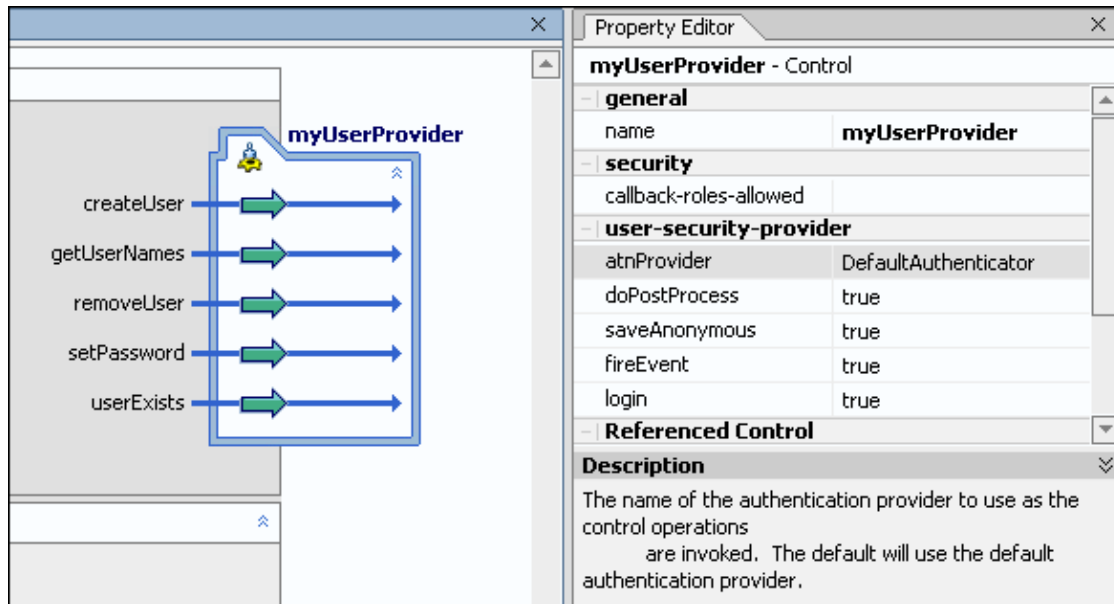 myUserProvider
createUser
getUserNames
removeUser
setPassword
userExists
Property Editor
myUserProvider - Control
general
name myUserProvider
security
callback-roles-allowed
user-security-provider
atnProvider DefaultAuthenticator
doPostProcess true
saveAnonymous true
fireEvent true
login true
Referenced Control
Description
The name of the authentication provider to use as the
control operations
are invoked. The default will use the default
authentication provider.